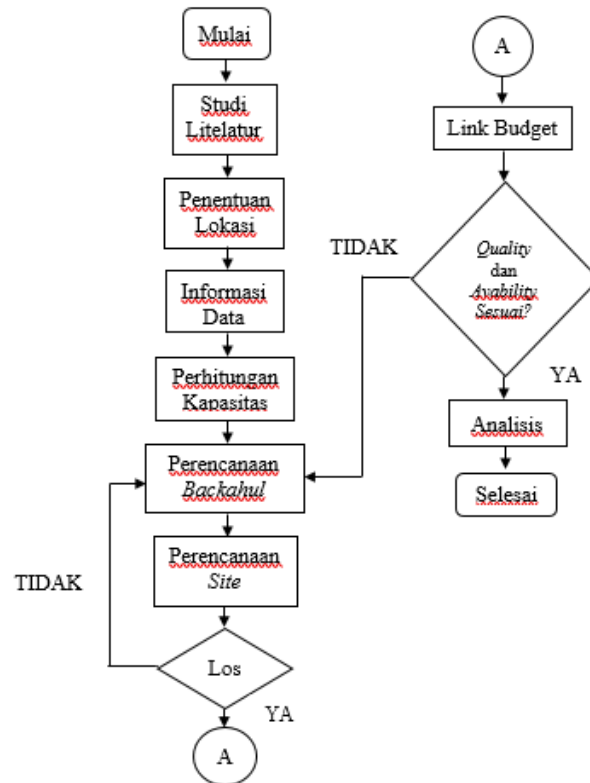 Mulai
Studi
Litelatur
Penentuan
Lokasi
Informasi
Data
Perhitungan
Kapasitas
Perencanaan
Backahul
Perencanaan
Site
TIDAK
Los
YA
A
A
Link Budget
TIDAK
Quality
dan
Avability
Sesuai?
YA
Analisis
Selesai